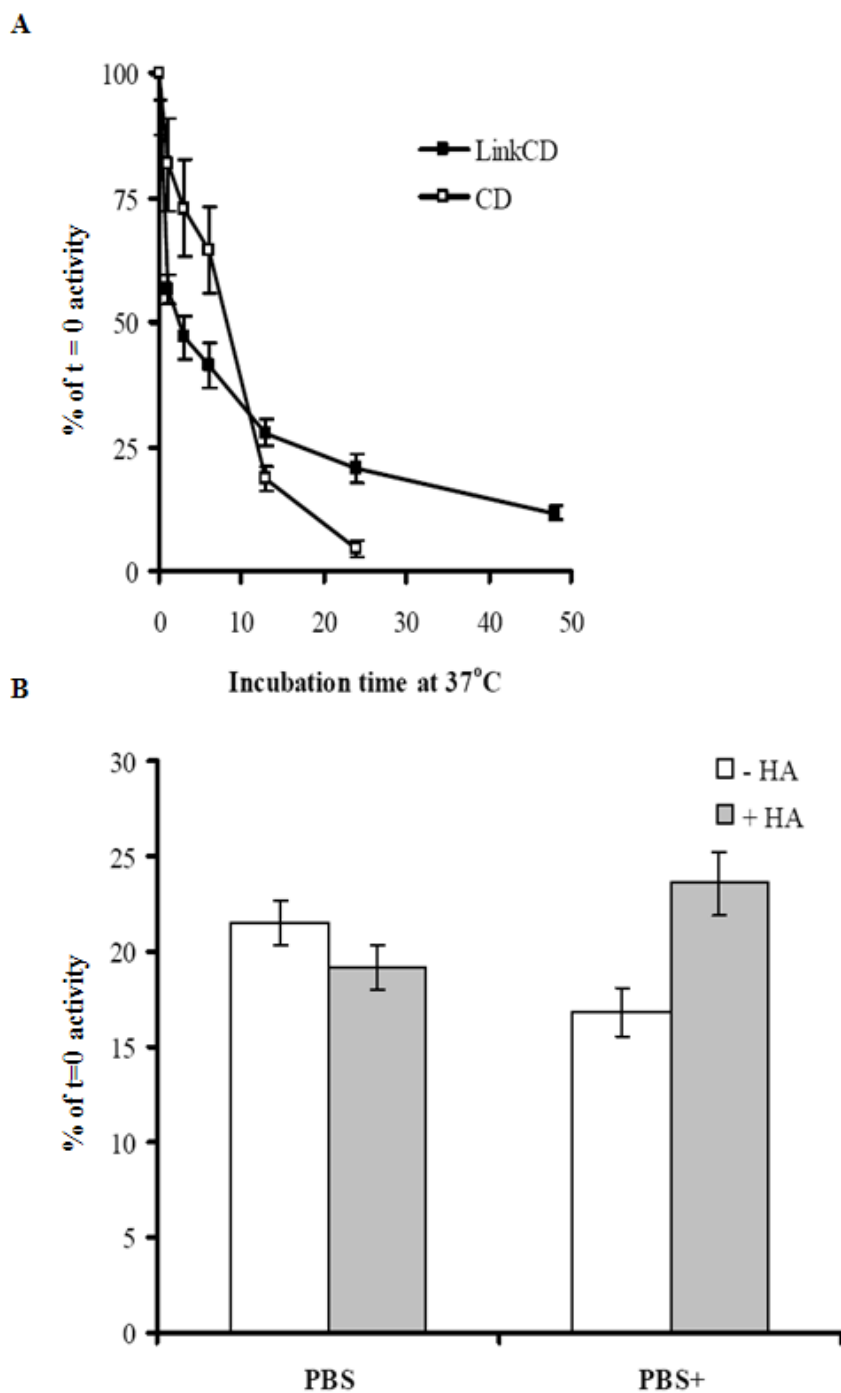 A
100
75
50
25
0
% of t = 0 activity
LinkCD
CD
0 10 20 30 40 50
Incubation time at 37°C
B
30
25
20
15
10
5
0
% of t=0 activity
- HA
+ HA
PBS PBS+